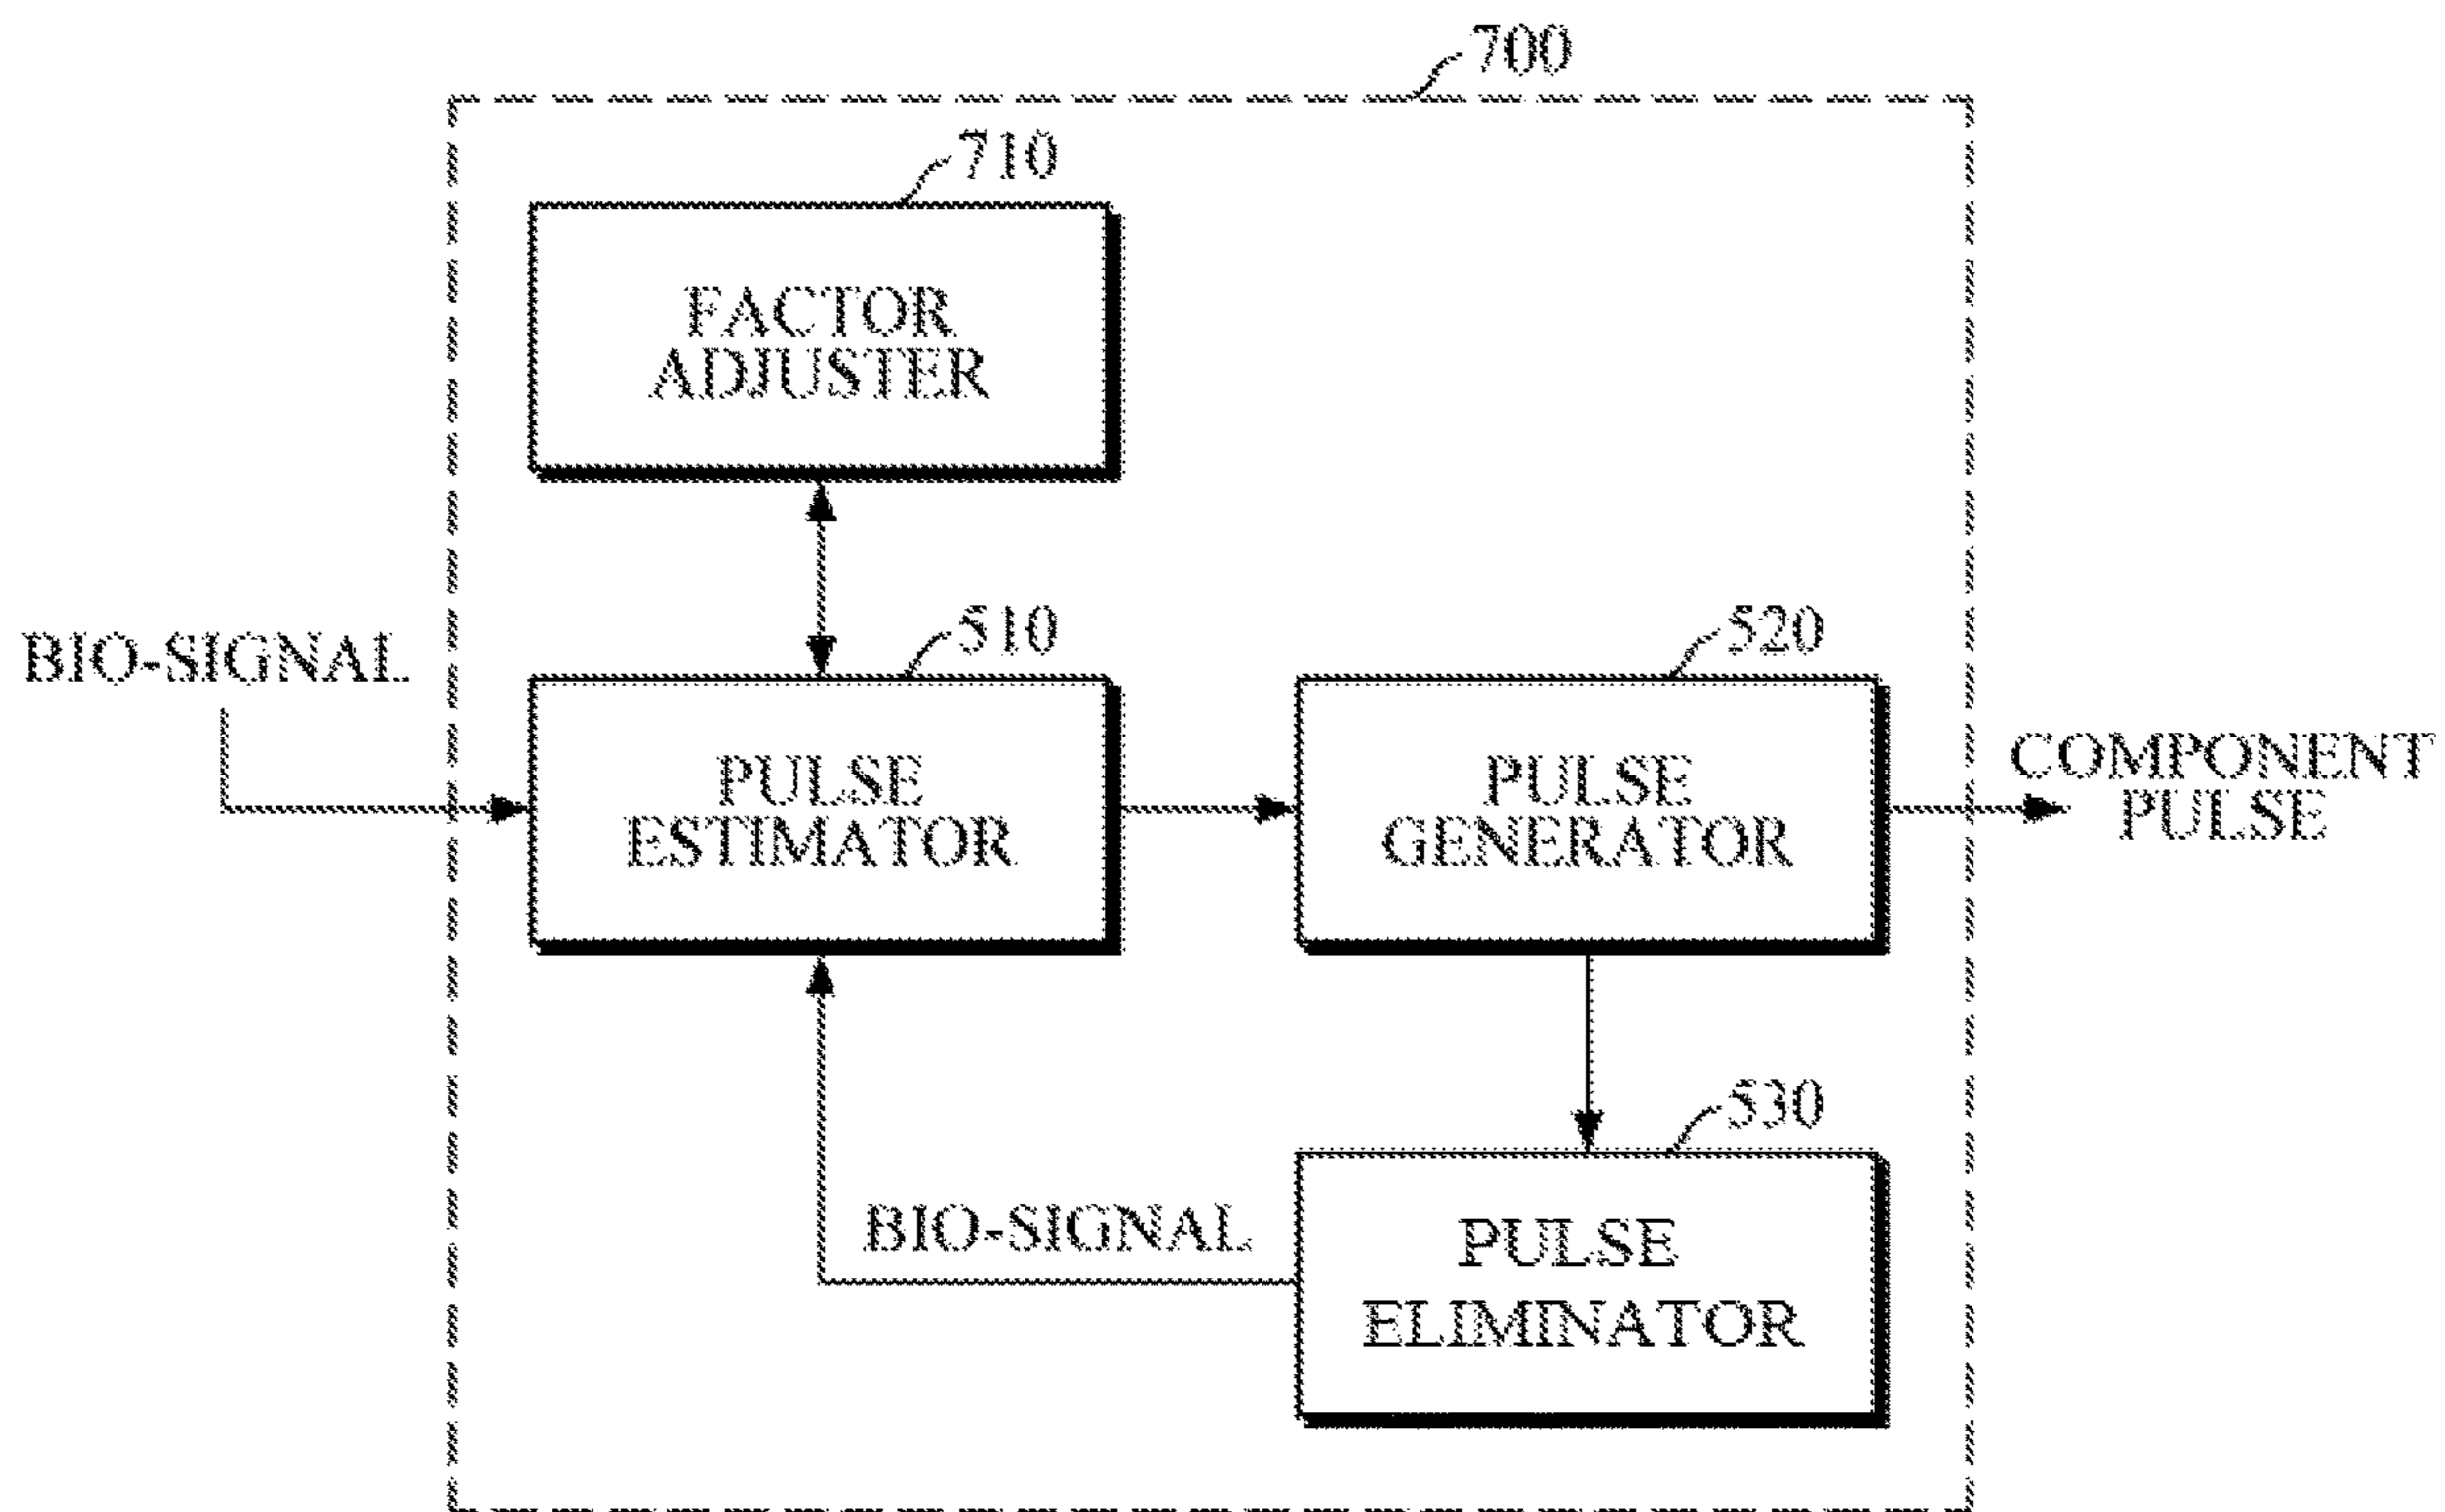 700
710
FACTOR
ADJUSTER
BIO-SIGNAL
510
PULSE
ESTIMATOR
520
PULSE
GENERATOR
COMPONENT
PULSE
530
BIO-SIGNAL
PULSE
ELIMINATOR